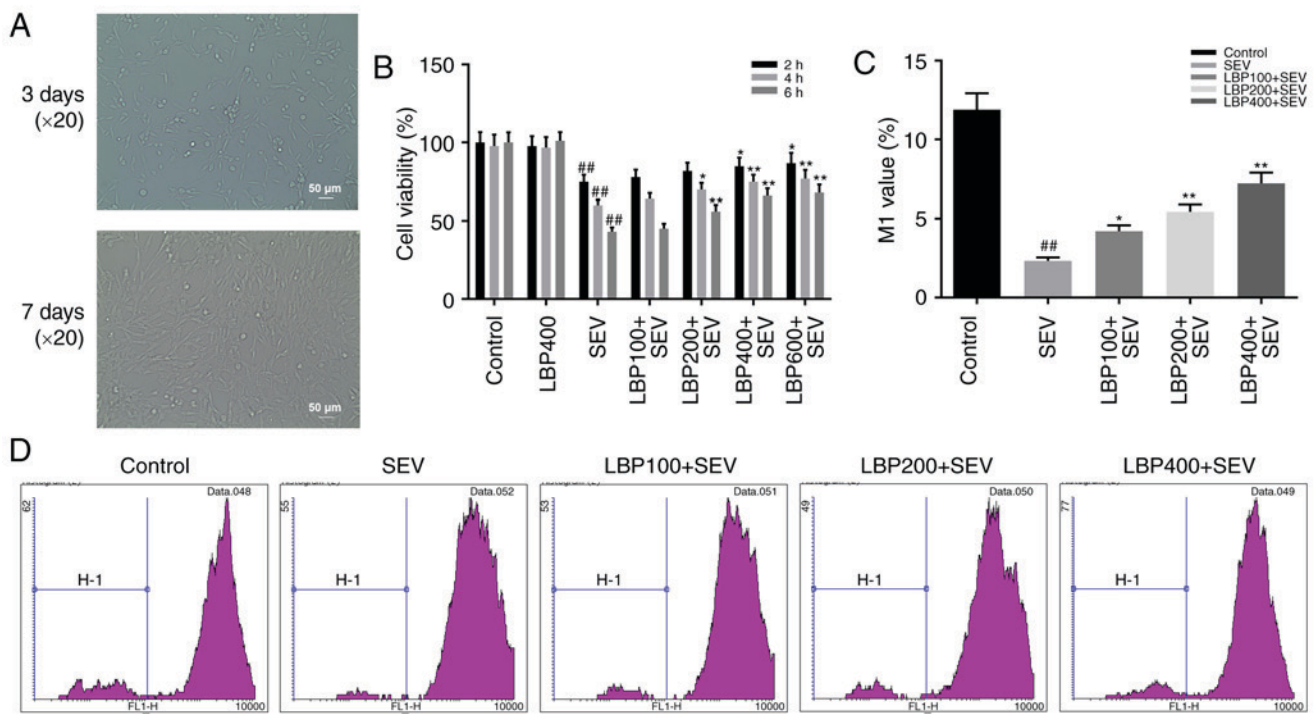 A
3 days
(×20)
50 µm
7 days
(×20)
50 µm
B
Cell viability (%)
150
100
50
0
2 h
4 h
6 h
##
##
##
*
**
*
**
**
*
**
**
Control
LBP400
SEV
LBP100+
SEV
LBP200+
SEV
LBP400+
SEV
LBP600+
SEV
C
M1 value (%)
15
10
5
0
Control
SEV
LBP100+SEV
LBP200+SEV
LBP400+SEV
##
*
**
**
Control
SEV
LBP100+
SEV
LBP200+
SEV
LBP400+
SEV
D
Control
Data.048
62
H-1
FL1-H
10000
SEV
Data.052
55
H-1
FL1-H
10000
LBP100+SEV
Data.051
53
H-1
FL1-H
10000
LBP200+SEV
Data.050
49
H-1
FL1-H
10000
LBP400+SEV
Data.049
77
H-1
FL1-H
10000